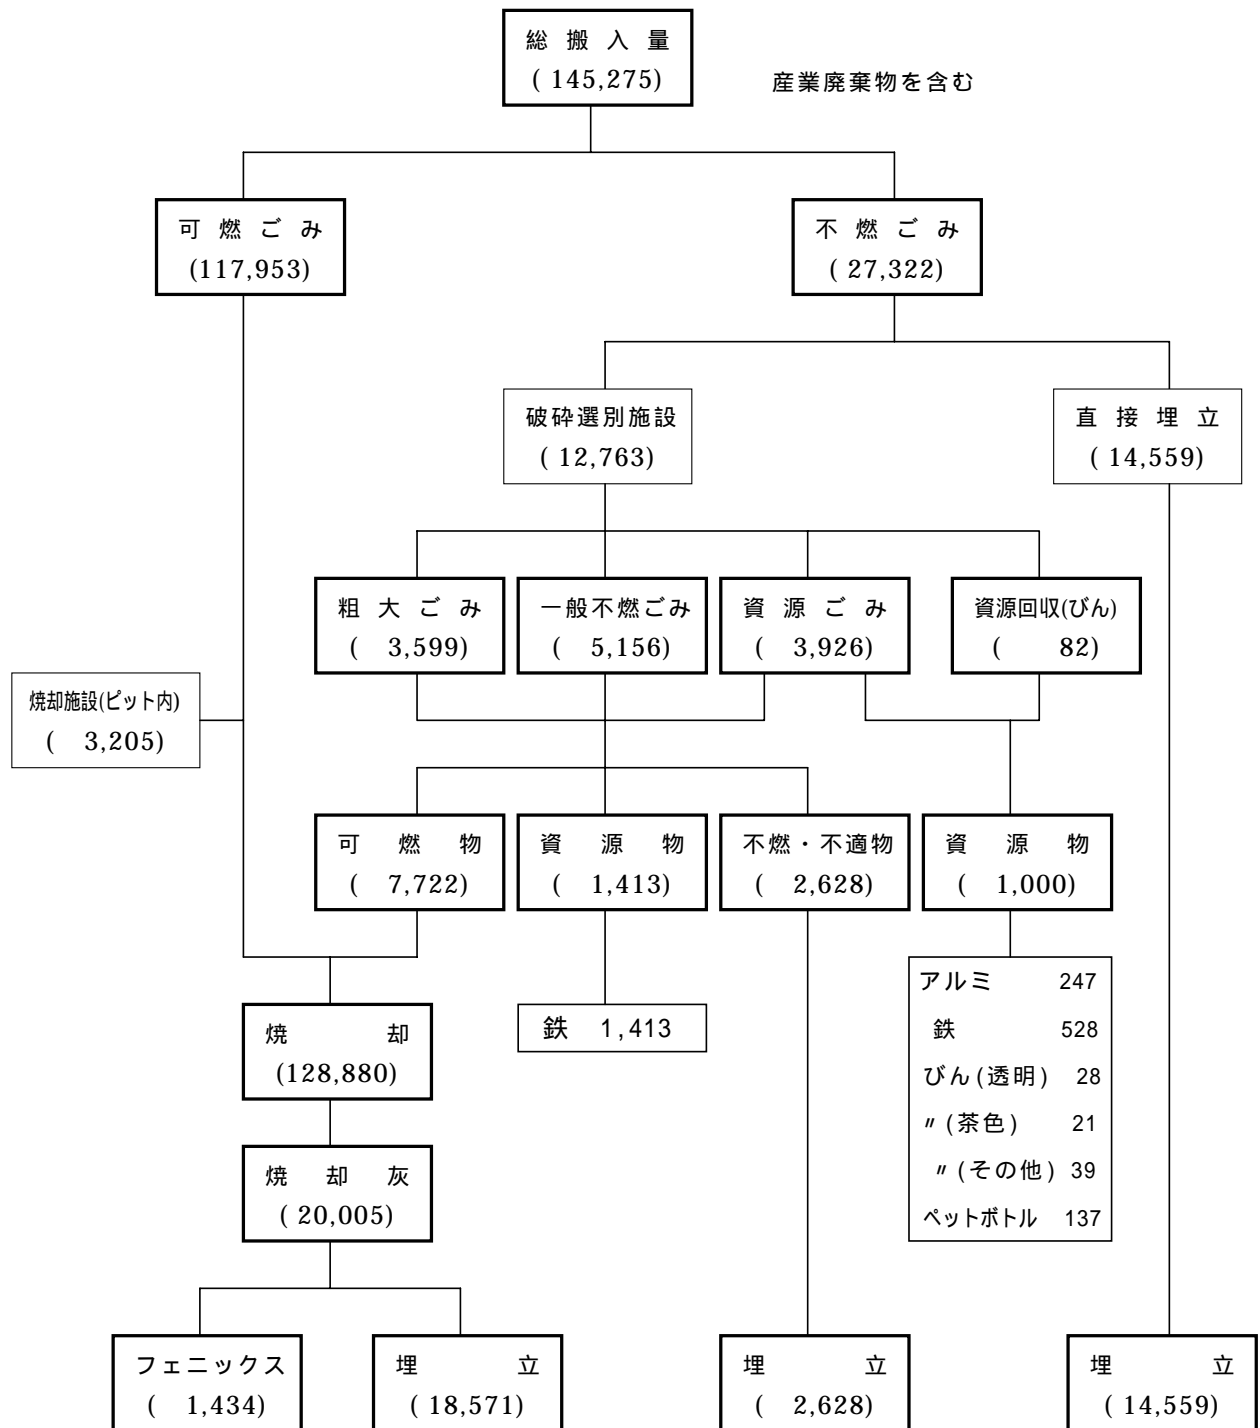 総搬入量
( 145,275)
産業廃棄物を含む
可燃ごみ
(117,953)
不燃ごみ
( 27,322)
破砕選別施設
( 12,763)
直接埋立
( 14,559)
粗大ごみ
( 3,599)
一般不燃ごみ
( 5,156)
資源ごみ
( 3,926)
資源回収(びん)
( 82)
焼却施設(ピット内)
( 3,205)
可燃物
( 7,722)
資源物
( 1,413)
不燃・不適物
( 2,628)
資源物
( 1,000)
鉄 1,413
アルミ 247
鉄 528
びん(透明) 28
〃(茶色) 21
〃(その他) 39
ペットボトル 137
焼却
(128,880)
焼却灰
( 20,005)
フェニックス
( 1,434)
埋立
( 18,571)
埋立
( 2,628)
埋立
( 14,559)